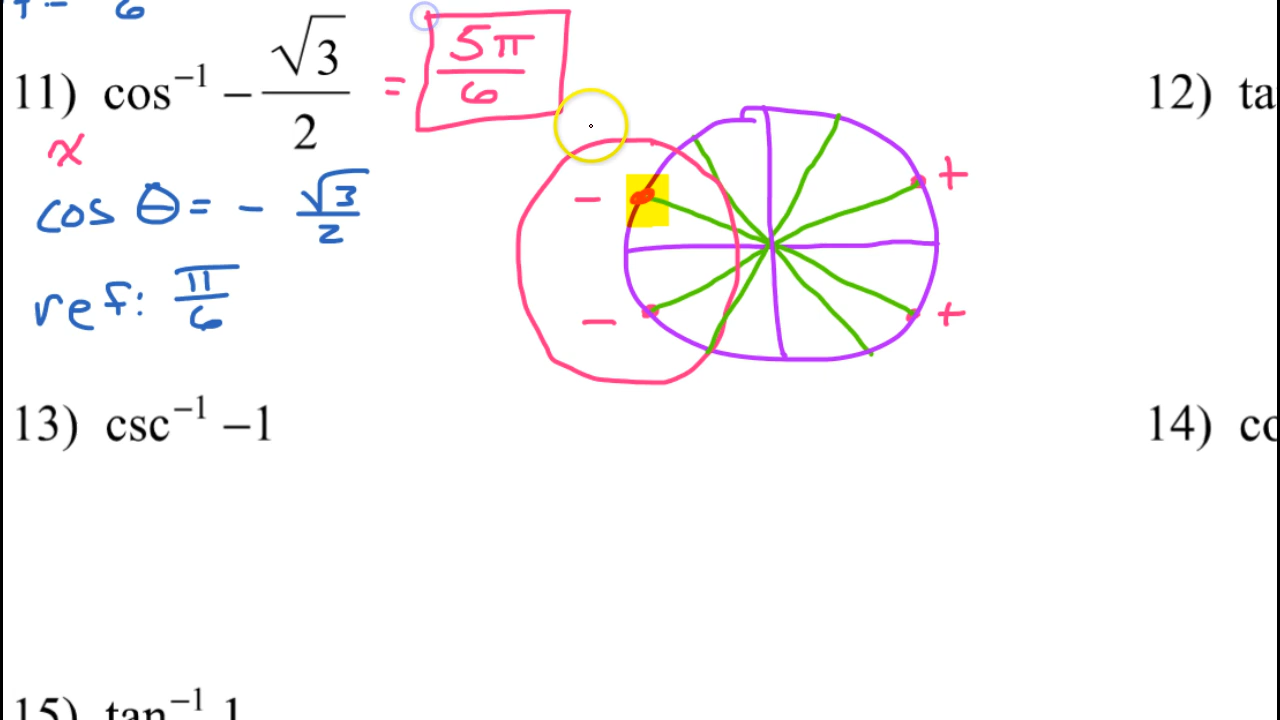 6
11) cos⁻¹ −√3/2 = 5π/6
12) ta
x
cos θ = − √3/2
ref: π/6
− +
− +
13) csc⁻¹ −1
14) co
15) tan⁻¹ 1